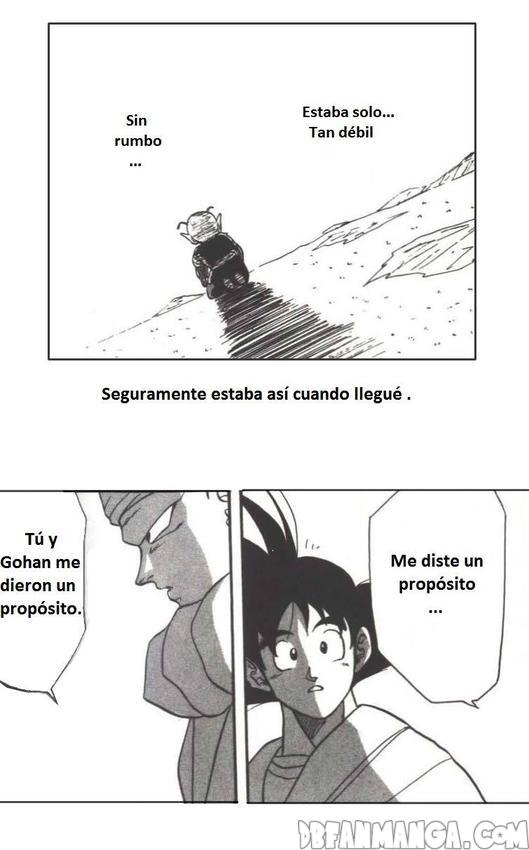 Estaba solo...
Tan débil
Sin
rumbo
...
Seguramente estaba así cuando llegué .
Tú y
Gohan me
dieron un
propósito.
Me diste un
propósito
...
DBFANMANGA.COM